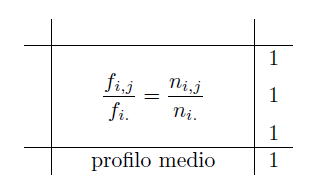 1
f_{i,j} / f_{i.} = n_{i,j} / n_{i.} 1
1
profilo medio 1